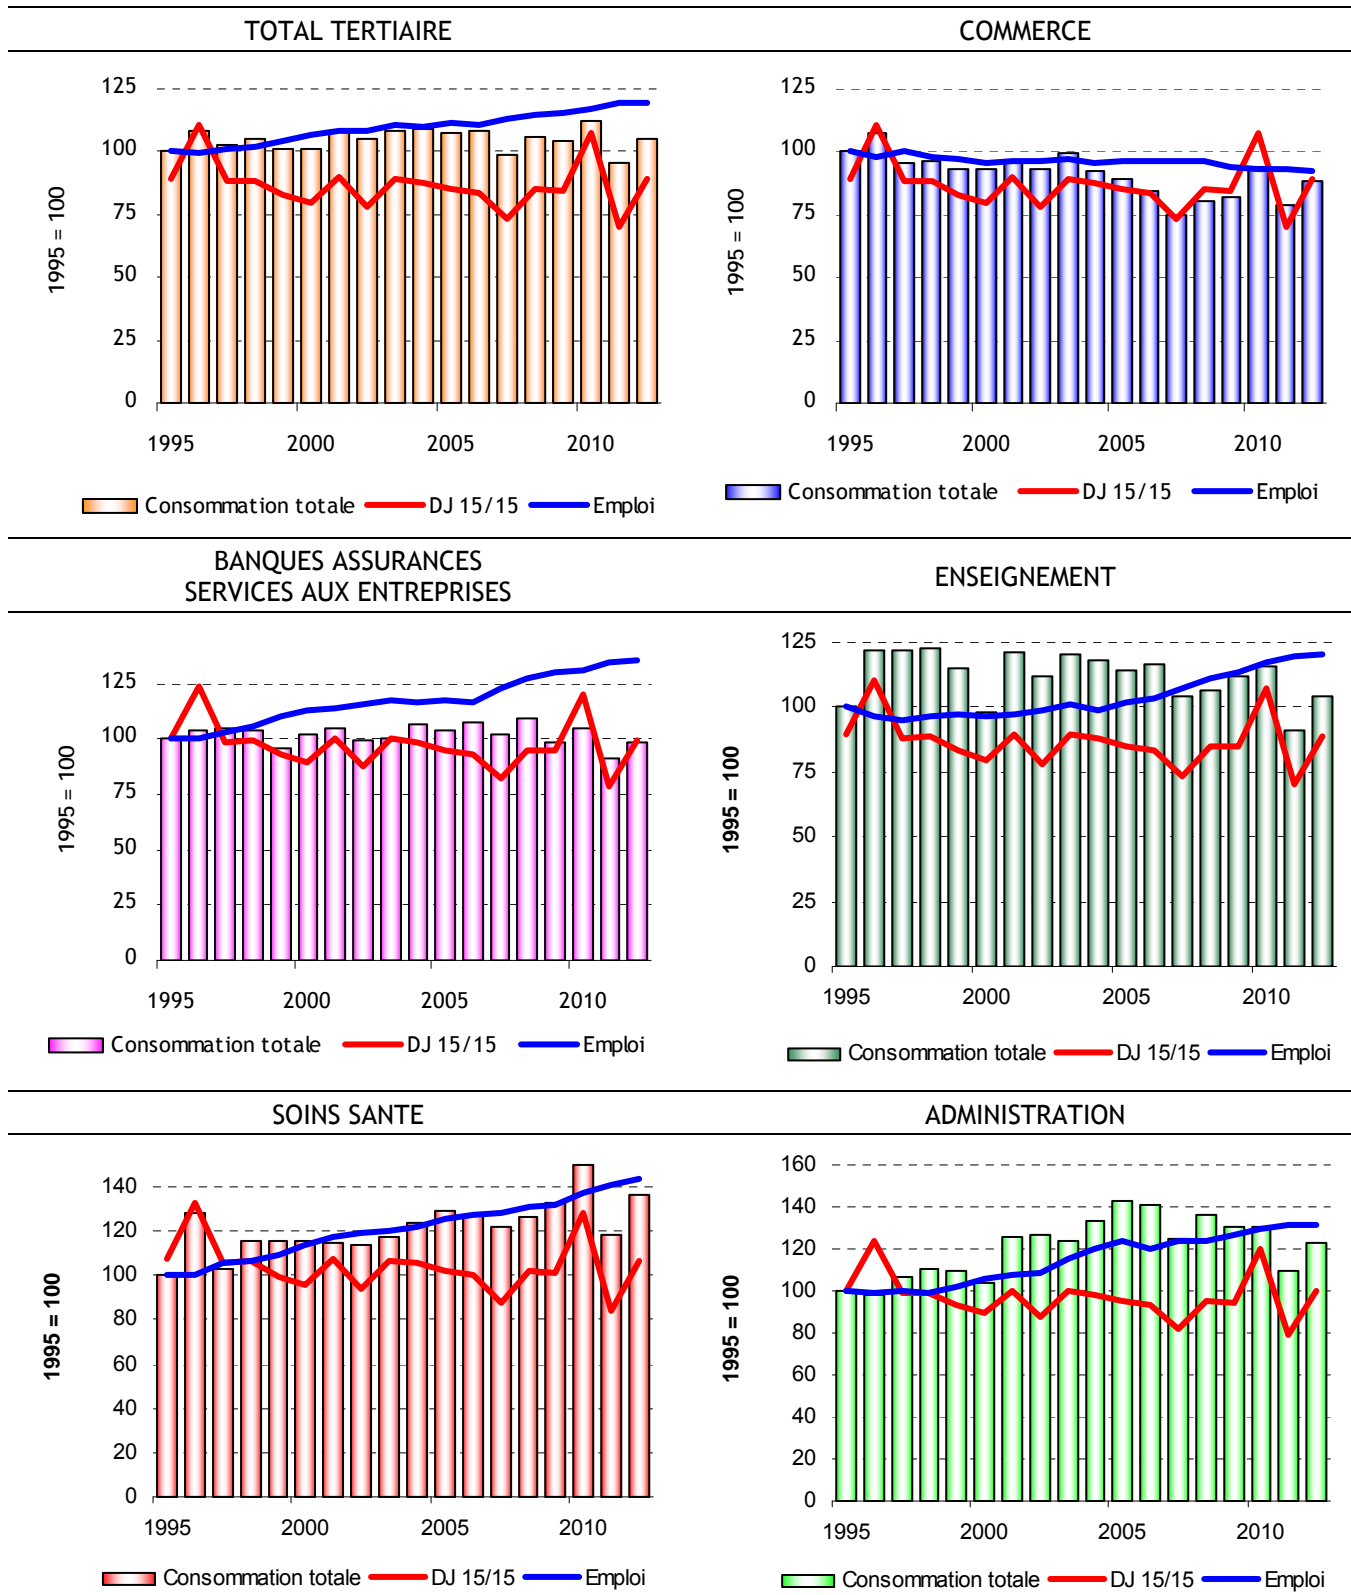 TOTAL TERTIAIRE
125
100
75
50
25
0
1995 = 100
1995 2000 2005 2010
Consommation totale DJ 15/15 Emploi
COMMERCE
125
100
75
50
25
0
1995 = 100
1995 2000 2005 2010
Consommation totale DJ 15/15 Emploi
BANQUES ASSURANCES
SERVICES AUX ENTREPRISES
125
100
75
50
25
0
1995 = 100
1995 2000 2005 2010
Consommation totale DJ 15/15 Emploi
ENSEIGNEMENT
125
100
75
50
25
0
1995 = 100
1995 2000 2005 2010
Consommation totale DJ 15/15 Emploi
SOINS SANTE
140
120
100
80
60
40
20
0
1995 = 100
1995 2000 2005 2010
Consommation totale DJ 15/15 Emploi
ADMINISTRATION
160
140
120
100
80
60
40
20
0
1995 = 100
1995 2000 2005 2010
Consommation totale DJ 15/15 Emploi